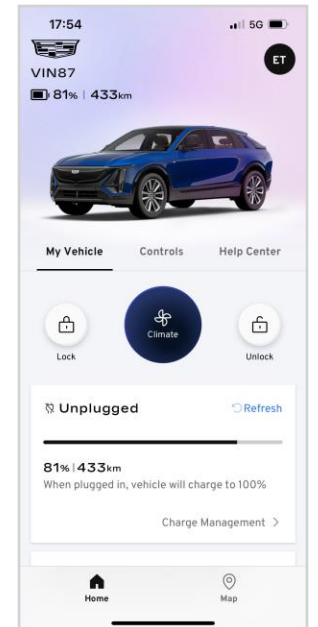 17:54
5G
VIN87
ET
81% | 433km
My Vehicle Controls Help Center
Climate
Lock
Unlock
Unplugged
Refresh
81% | 433km
When plugged in, vehicle will charge to 100%
Charge Management >
Home
Map